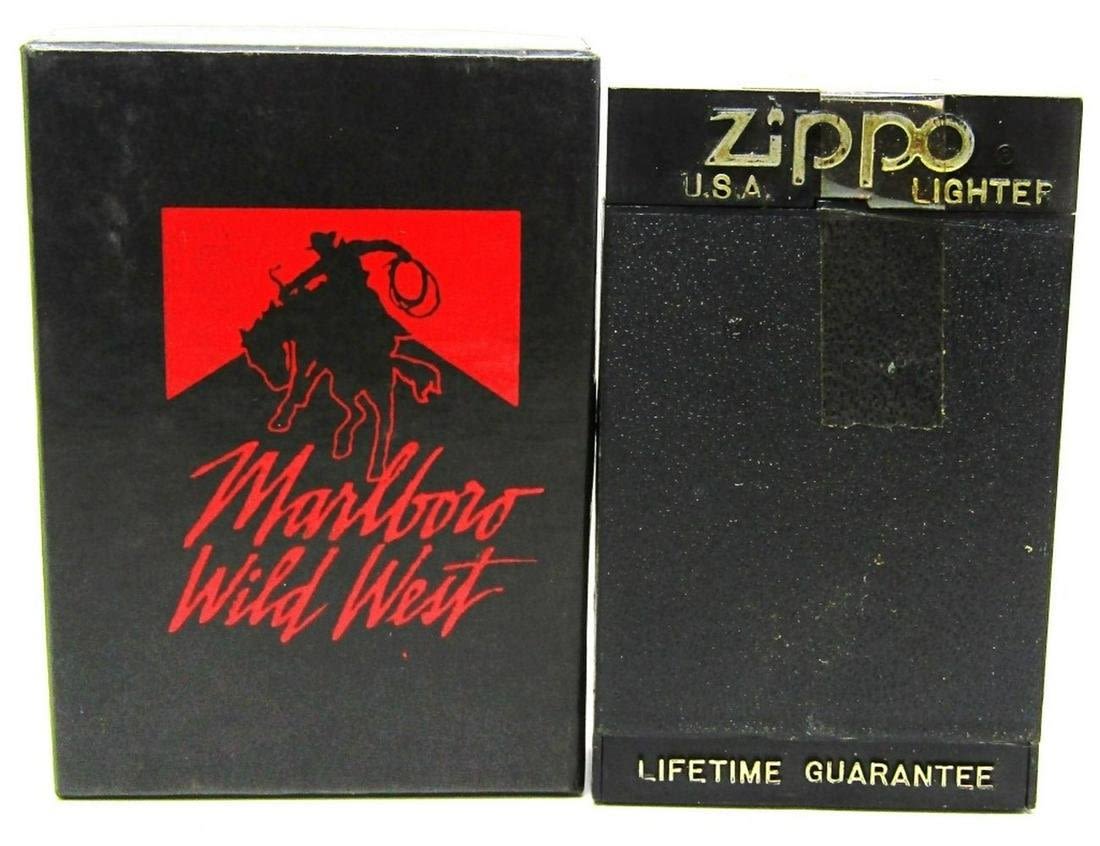 Marlboro
Wild West
Zippo ®
U.S.A. LIGHTER
LIFETIME GUARANTEE